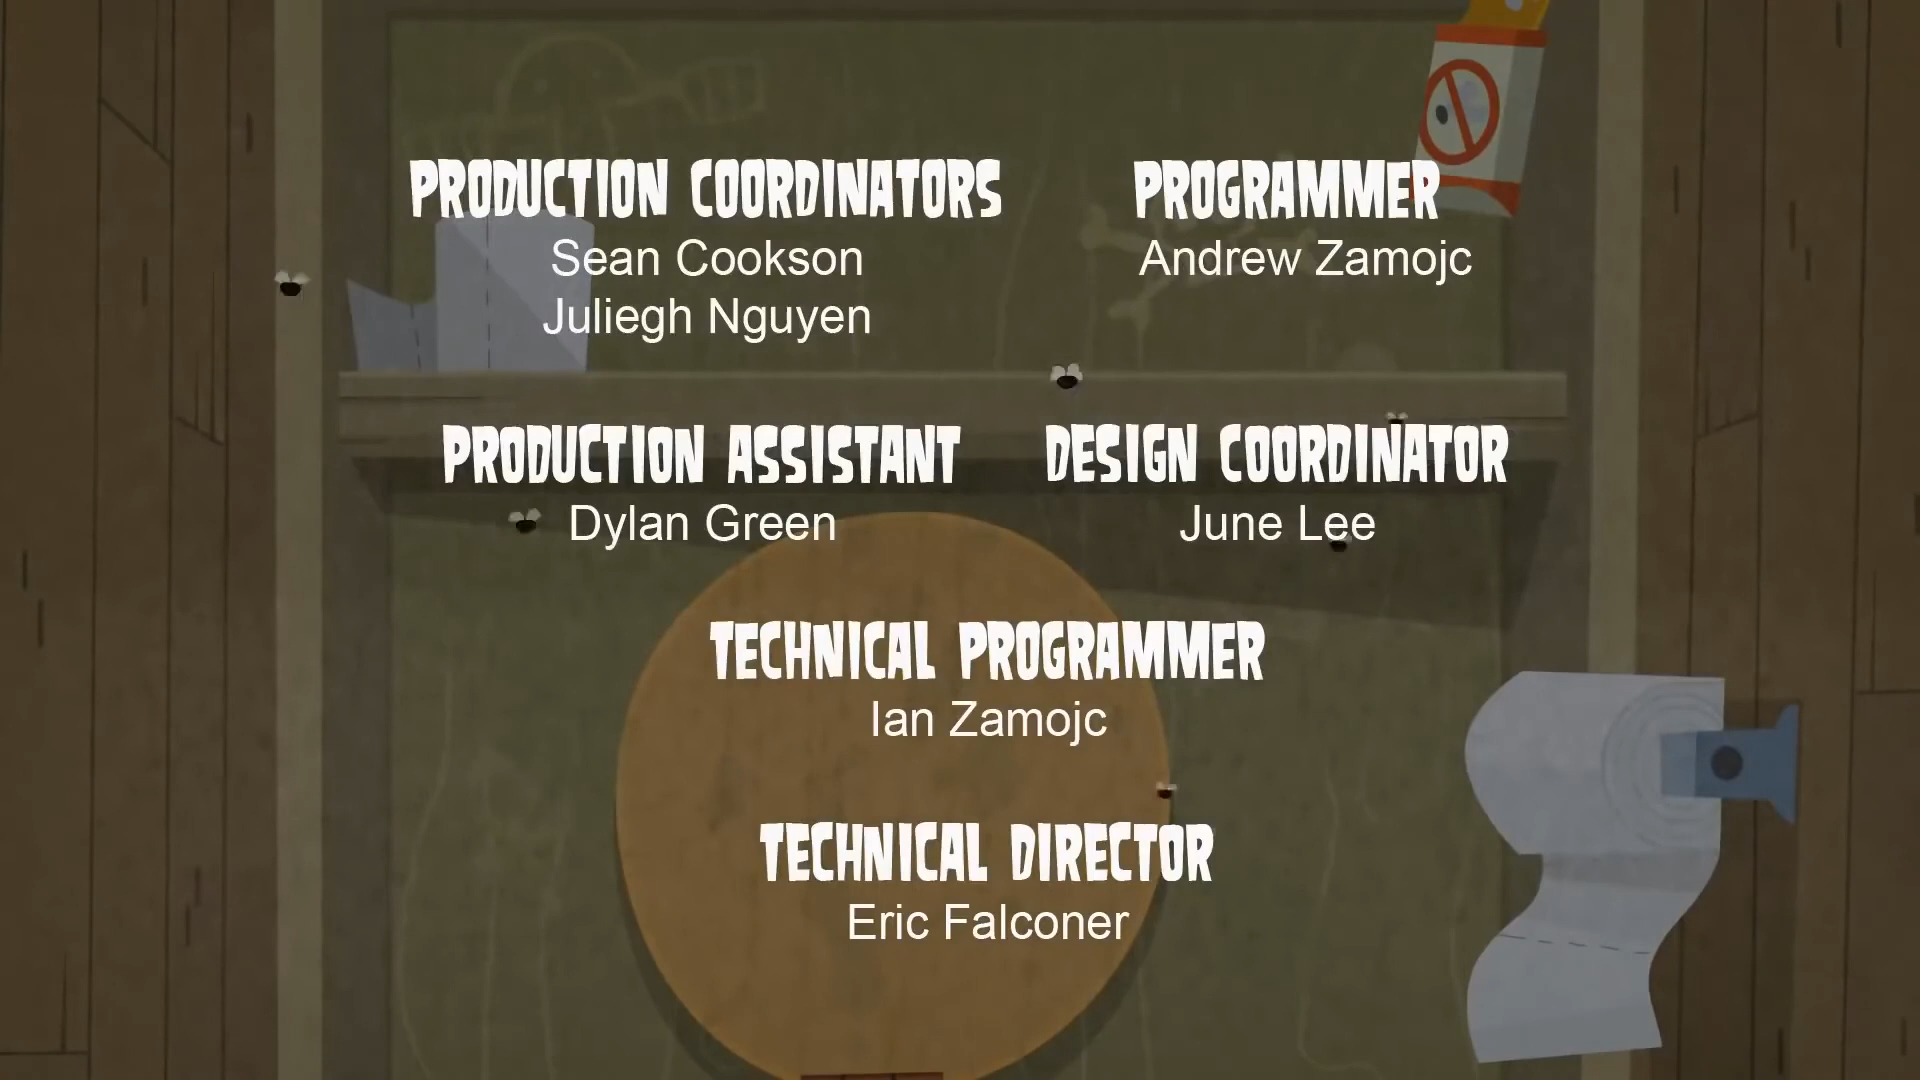 PRODUCTION COORDINATORS
Sean Cookson
Juliegh Nguyen
PROGRAMMER
Andrew Zamojc
PRODUCTION ASSISTANT
Dylan Green
DESIGN COORDINATOR
June Lee
TECHNICAL PROGRAMMER
Ian Zamojc
TECHNICAL DIRECTOR
Eric Falconer